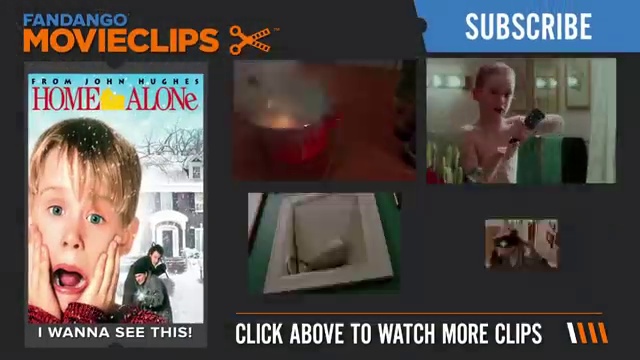 FANDANGO
MOVIECLIPS
SUBSCRIBE
FROM JOHN HUGHES
HOME ALONe
I WANNA SEE THIS!
CLICK ABOVE TO WATCH MORE CLIPS